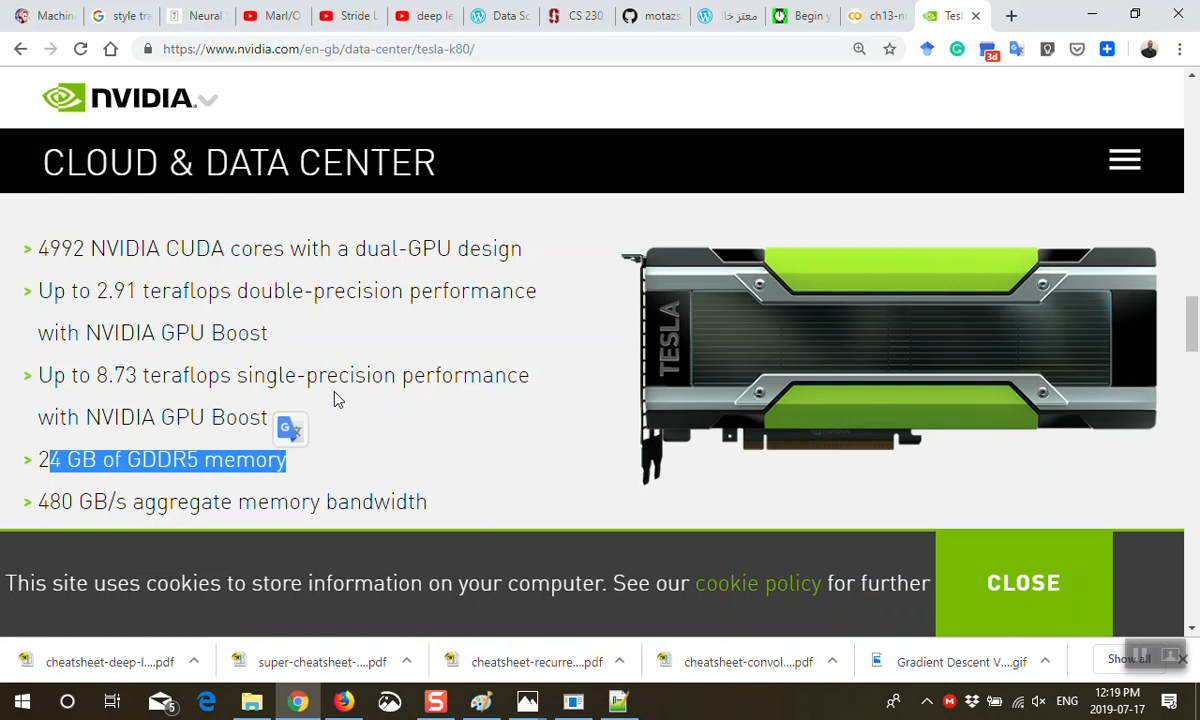 Machin
style tra
Neural
Marl/O
Stride L
deep le
Data Sc
CS 230
motazs
معتز خال
Begin y
ch13-n
Tesl
https://www.nvidia.com/en-gb/data-center/tesla-k80/
3d
NVIDIA.
CLOUD & DATA CENTER
> 4992 NVIDIA CUDA cores with a dual-GPU design
> Up to 2.91 teraflops double-precision performance
with NVIDIA GPU Boost
> Up to 8.73 teraflops single-precision performance
with NVIDIA GPU Boost
> 24 GB of GDDR5 memory
> 480 GB/s aggregate memory bandwidth
TESLA
This site uses cookies to store information on your computer. See our cookie policy for further
CLOSE
cheatsheet-deep-l....pdf
super-cheatsheet-....pdf
cheatsheet-recurre....pdf
cheatsheet-convol....pdf
Gradient Descent V....gif
Show all
5
ENG
12:19 PM
2019-07-17